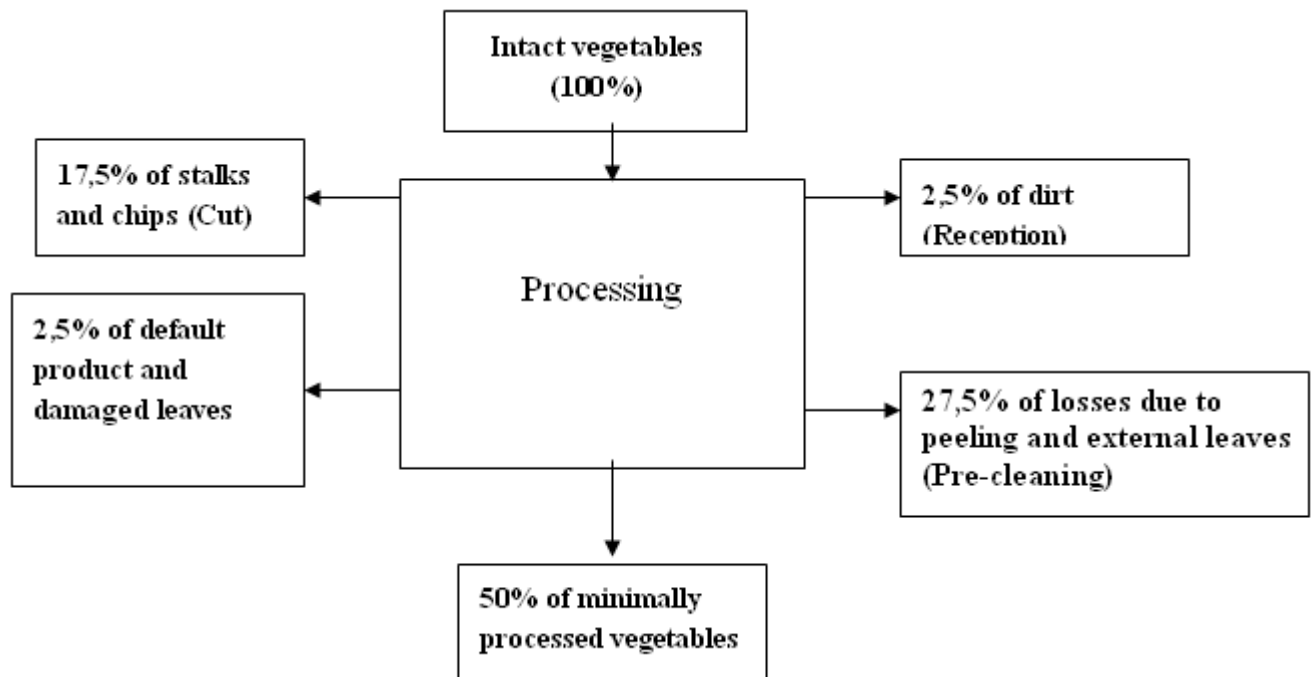 Intact vegetables
(100%)
17,5% of stalks
and chips (Cut)
2,5% of dirt
(Reception)
Processing
2,5% of default
product and
damaged leaves
27,5% of losses due to
peeling and external leaves
(Pre-cleaning)
50% of minimally
processed vegetables